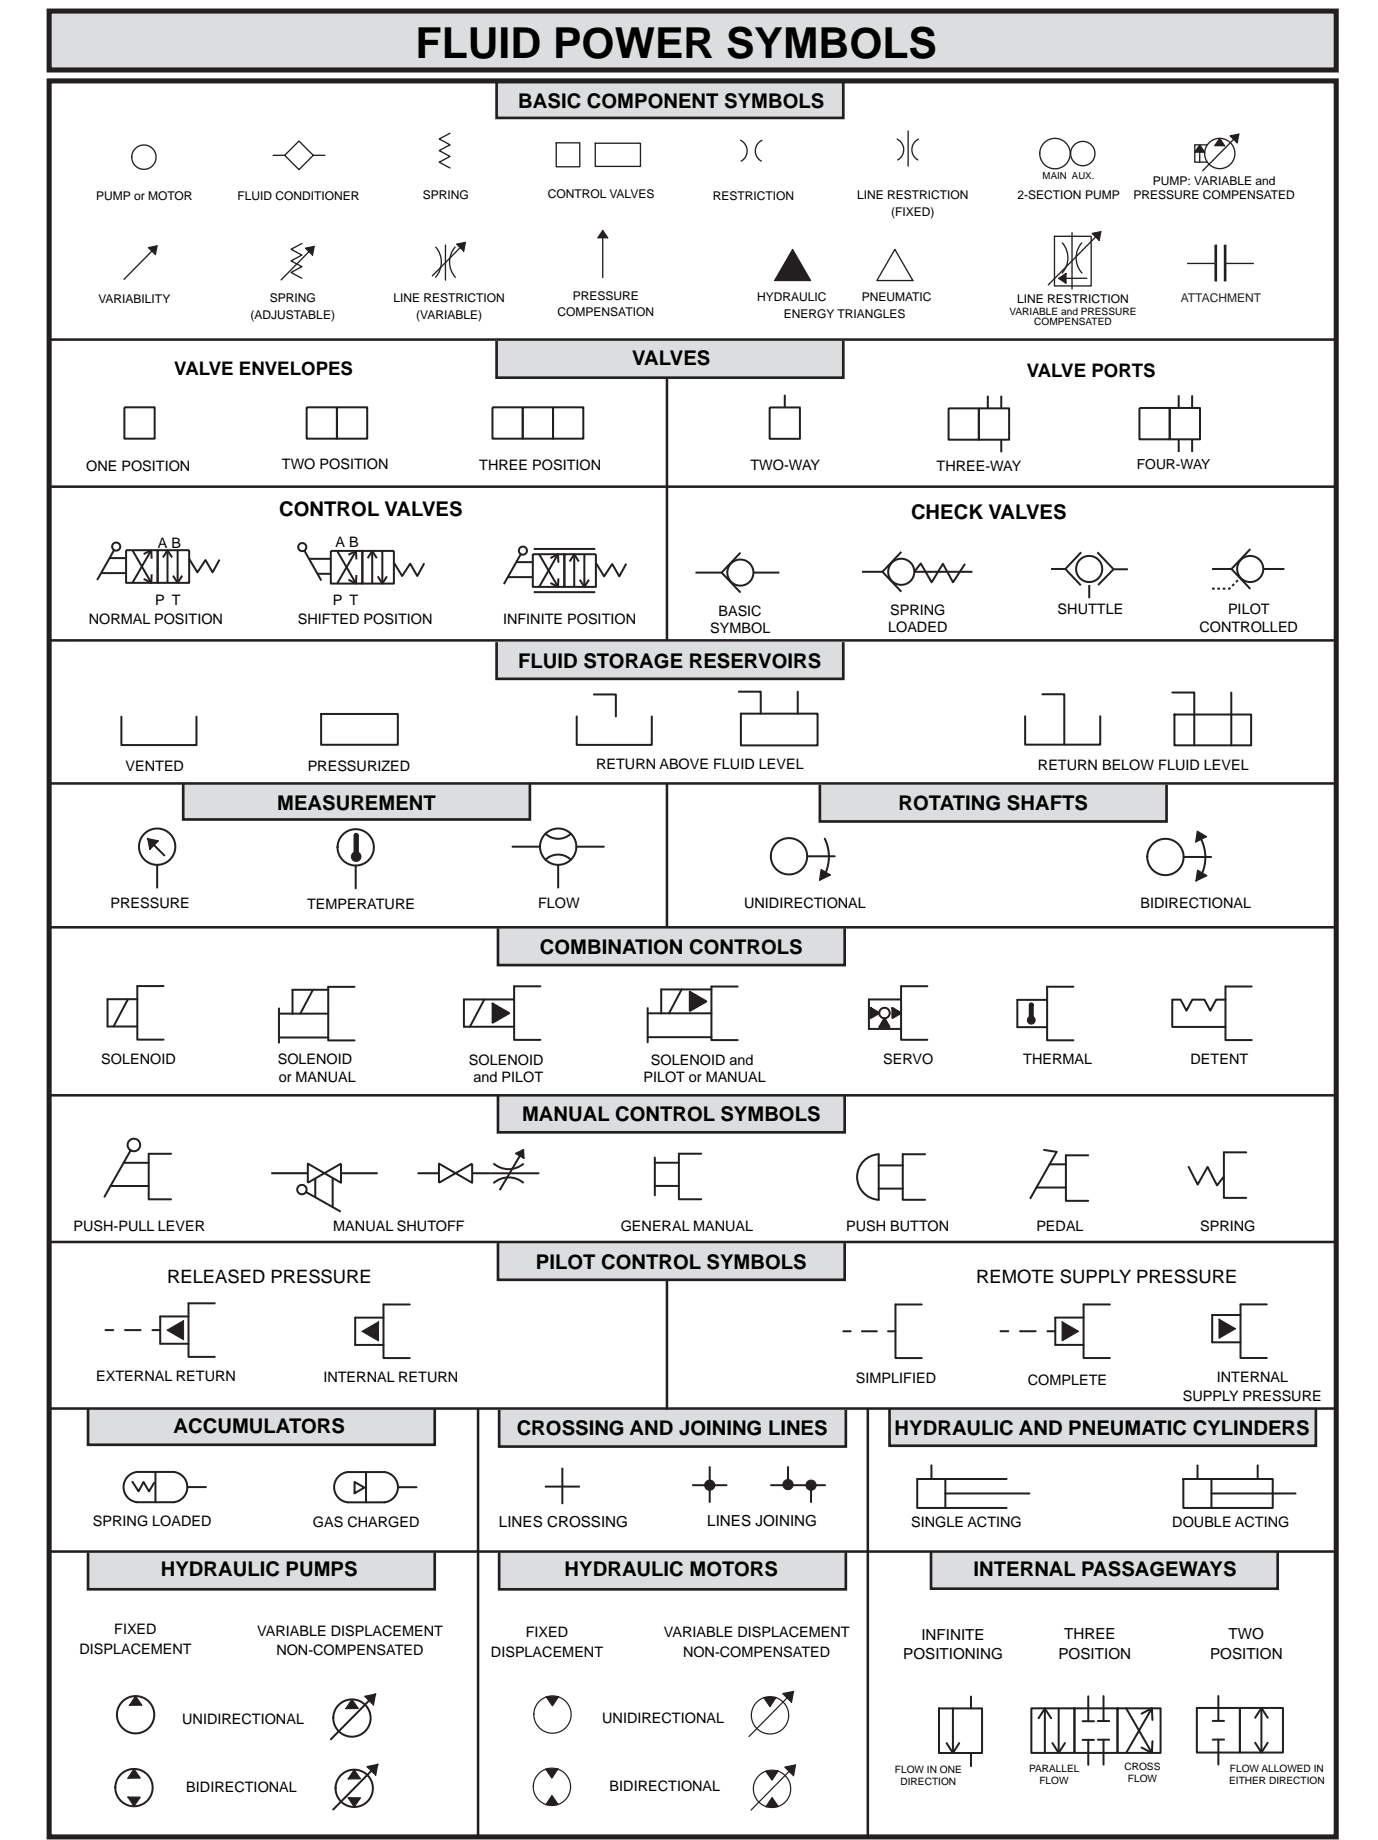 FLUID POWER SYMBOLS
BASIC COMPONENT SYMBOLS
PUMP or MOTOR
FLUID CONDITIONER
SPRING
CONTROL VALVES
RESTRICTION
LINE RESTRICTION
(FIXED)
MAIN AUX.
2-SECTION PUMP
PUMP: VARIABLE and
PRESSURE COMPENSATED
VARIABILITY
SPRING
(ADJUSTABLE)
LINE RESTRICTION
(VARIABLE)
PRESSURE
COMPENSATION
HYDRAULIC
PNEUMATIC
ENERGY TRIANGLES
LINE RESTRICTION
VARIABLE and PRESSURE
COMPENSATED
ATTACHMENT
VALVES
VALVE ENVELOPES
ONE POSITION
TWO POSITION
THREE POSITION
VALVE PORTS
TWO-WAY
THREE-WAY
FOUR-WAY
CONTROL VALVES
A B
P T
NORMAL POSITION
A B
P T
SHIFTED POSITION
INFINITE POSITION
CHECK VALVES
BASIC
SYMBOL
SPRING
LOADED
SHUTTLE
PILOT
CONTROLLED
FLUID STORAGE RESERVOIRS
VENTED
PRESSURIZED
RETURN ABOVE FLUID LEVEL
RETURN BELOW FLUID LEVEL
MEASUREMENT
PRESSURE
TEMPERATURE
FLOW
ROTATING SHAFTS
UNIDIRECTIONAL
BIDIRECTIONAL
COMBINATION CONTROLS
SOLENOID
SOLENOID
or MANUAL
SOLENOID
and PILOT
SOLENOID and
PILOT or MANUAL
SERVO
THERMAL
DETENT
MANUAL CONTROL SYMBOLS
PUSH-PULL LEVER
MANUAL SHUTOFF
GENERAL MANUAL
PUSH BUTTON
PEDAL
SPRING
PILOT CONTROL SYMBOLS
RELEASED PRESSURE
EXTERNAL RETURN
INTERNAL RETURN
REMOTE SUPPLY PRESSURE
SIMPLIFIED
COMPLETE
INTERNAL
SUPPLY PRESSURE
ACCUMULATORS
SPRING LOADED
GAS CHARGED
CROSSING AND JOINING LINES
LINES CROSSING
LINES JOINING
HYDRAULIC AND PNEUMATIC CYLINDERS
SINGLE ACTING
DOUBLE ACTING
HYDRAULIC PUMPS
FIXED
DISPLACEMENT
VARIABLE DISPLACEMENT
NON-COMPENSATED
UNIDIRECTIONAL
BIDIRECTIONAL
HYDRAULIC MOTORS
FIXED
DISPLACEMENT
VARIABLE DISPLACEMENT
NON-COMPENSATED
UNIDIRECTIONAL
BIDIRECTIONAL
INTERNAL PASSAGEWAYS
INFINITE
POSITIONING
THREE
POSITION
TWO
POSITION
FLOW IN ONE
DIRECTION
PARALLEL
FLOW
CROSS
FLOW
FLOW ALLOWED IN
EITHER DIRECTION